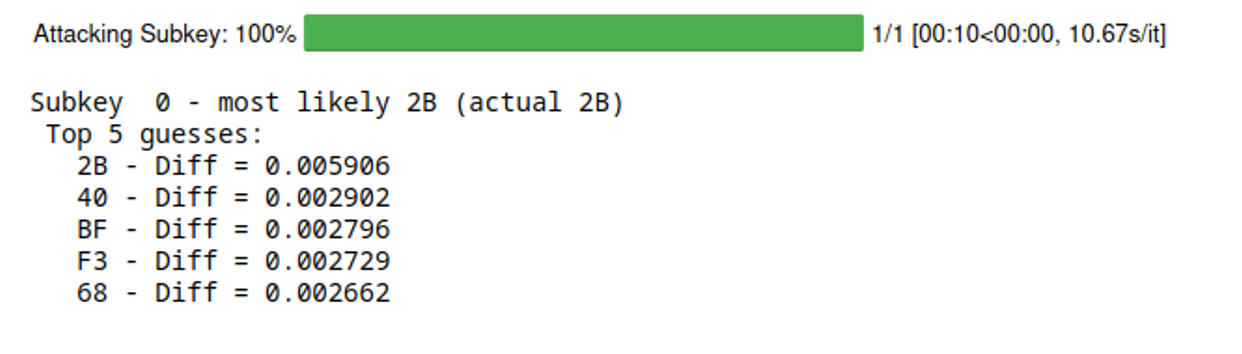 Attacking Subkey: 100% 1/1 [00:10<00:00, 10.67s/it]
Subkey  0 - most likely 2B (actual 2B)
 Top 5 guesses:
   2B - Diff = 0.005906
   40 - Diff = 0.002902
   BF - Diff = 0.002796
   F3 - Diff = 0.002729
   68 - Diff = 0.002662